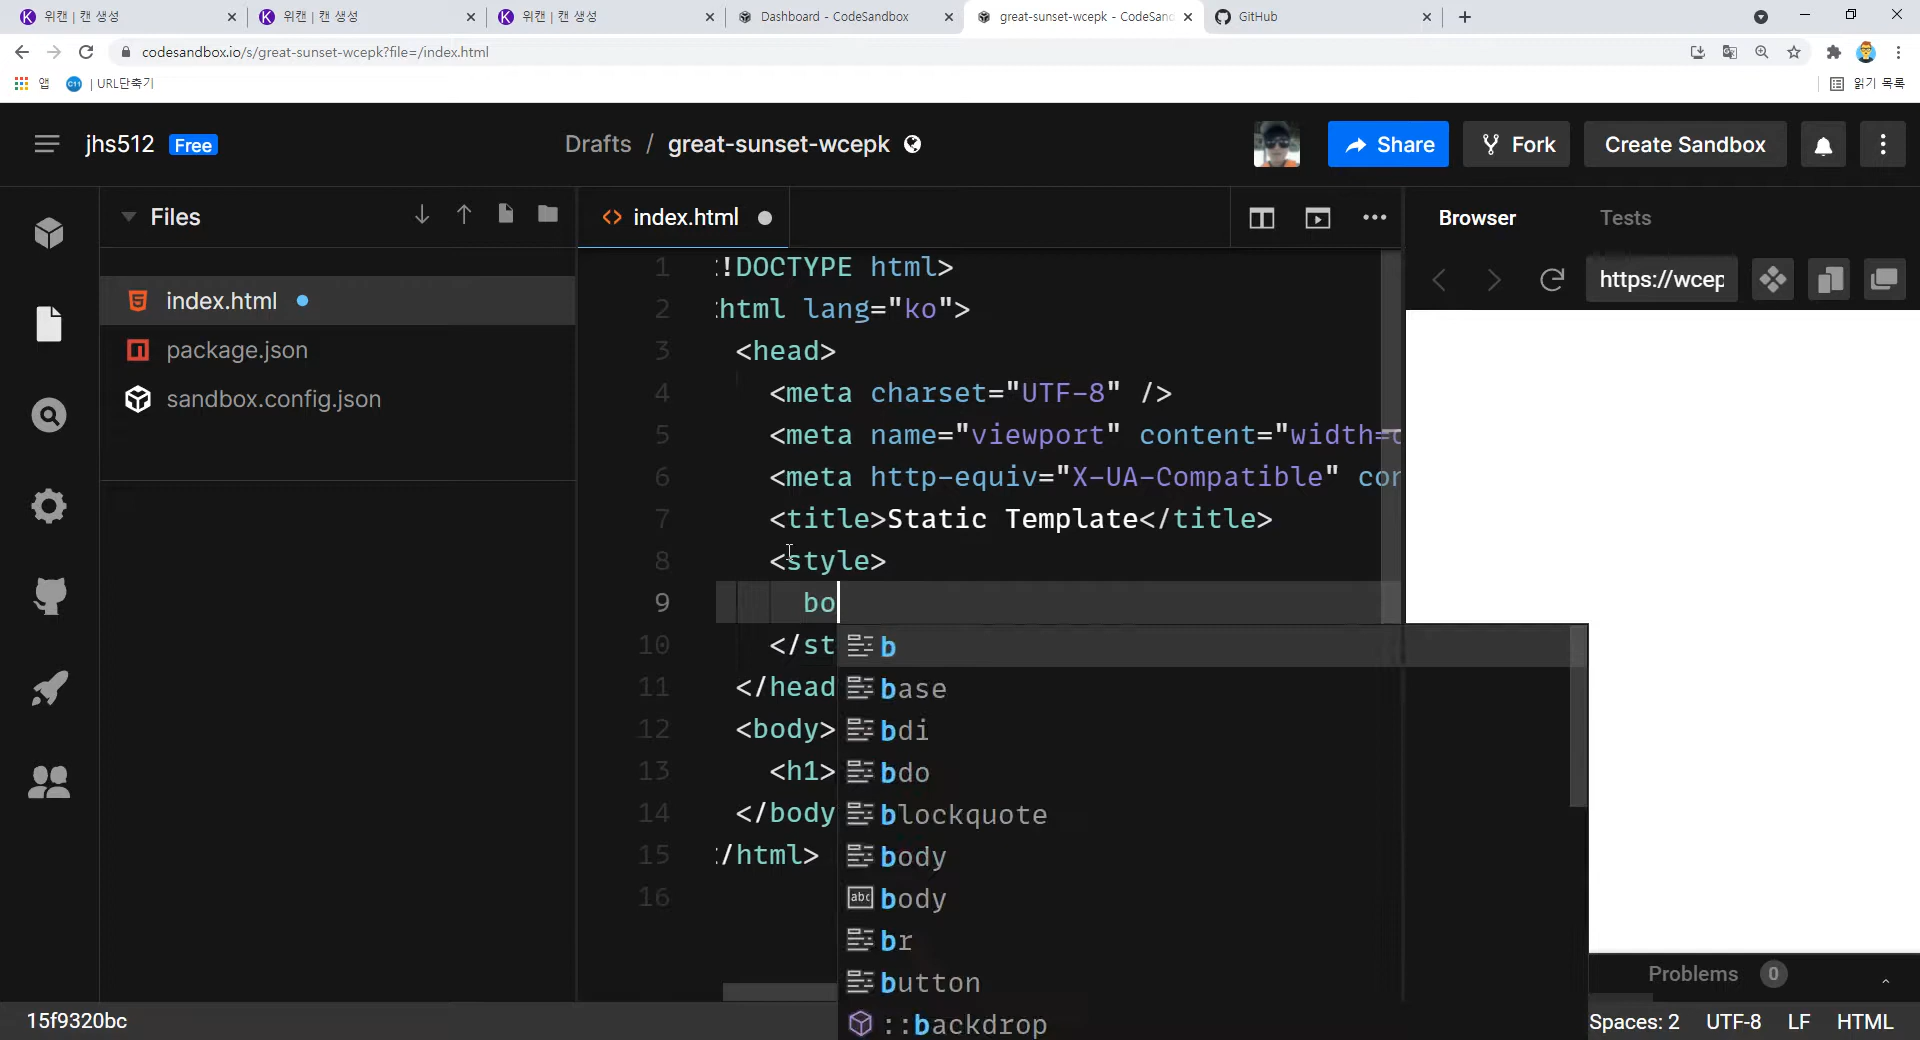 위캔 | 캔 생성
위캔 | 캔 생성
위캔 | 캔 생성
Dashboard - CodeSandbox
great-sunset-wcepk - CodeSand
GitHub
codesandbox.io/s/great-sunset-wcepk?file=/index.html
앱
C11
| URL단축기
읽기 목록
jhs512
Free
Drafts / great-sunset-wcepk
Share
Fork
Create Sandbox
Files
index.html
Browser
Tests
index.html
package.json
sandbox.config.json
https://wcep
1 !DOCTYPE html>
2 html lang="ko">
3 <head>
4 <meta charset="UTF-8" />
5 <meta name="viewport" content="width=
6 <meta http-equiv="X-UA-Compatible" con
7 <title>Static Template</title>
8 <style>
9 bo
10 </st
11 </head
12 <body>
13 <h1>
14 </body
15 /html>
16
b
base
bdi
bdo
blockquote
body
abc body
br
button
::backdrop
Problems 0
15f9320bc
Spaces: 2
UTF-8
LF
HTML